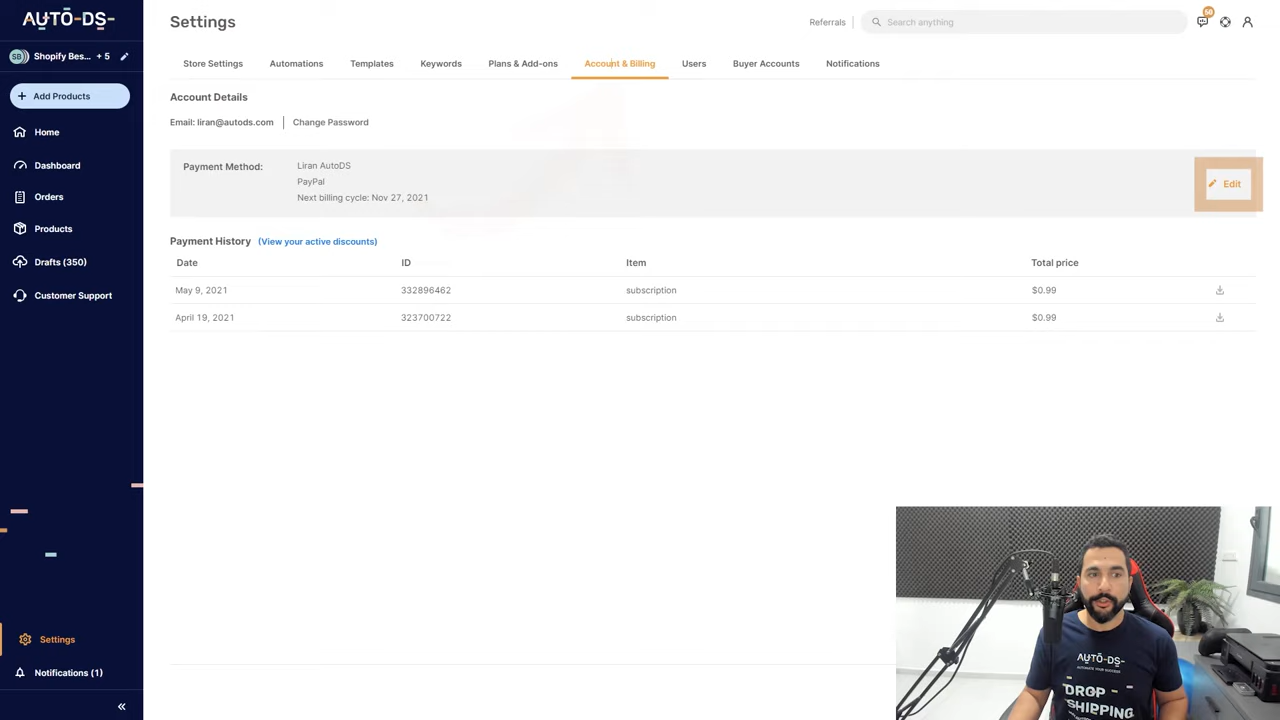 AUTO-DS-
Settings
Referrals
Search anything
50
SB
Shopify Bes... + 5
Store Settings
Automations
Templates
Keywords
Plans & Add-ons
Account & Billing
Users
Buyer Accounts
Notifications
+ Add Products
Home
Dashboard
Orders
Products
Drafts (350)
Customer Support
Settings
Notifications (1)
«
Account Details
Email: liran@autods.com
Change Password
Payment Method:
Liran AutoDS
PayPal
Next billing cycle: Nov 27, 2021
Edit
Payment History (View your active discounts)
Date ID Item Total price
May 9, 2021 332896462 subscription $0.99
April 19, 2021 323700722 subscription $0.99
AUTO-DS-
AUTOMATE YOUR SUCCESS
DROP
SHIPPING